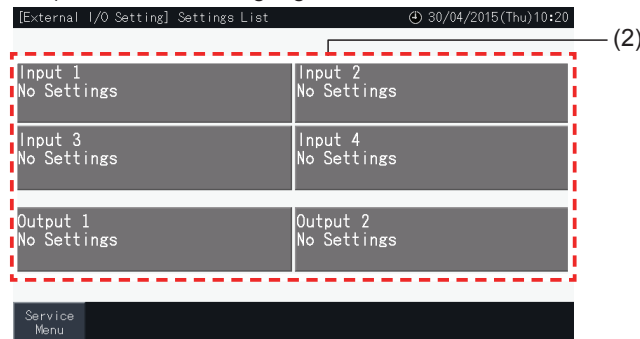 [External I/O Setting] Settings List 30/04/2015(Thu)10:20
(2)
Input 1
No Settings
Input 2
No Settings
Input 3
No Settings
Input 4
No Settings
Output 1
No Settings
Output 2
No Settings
Service
Menu